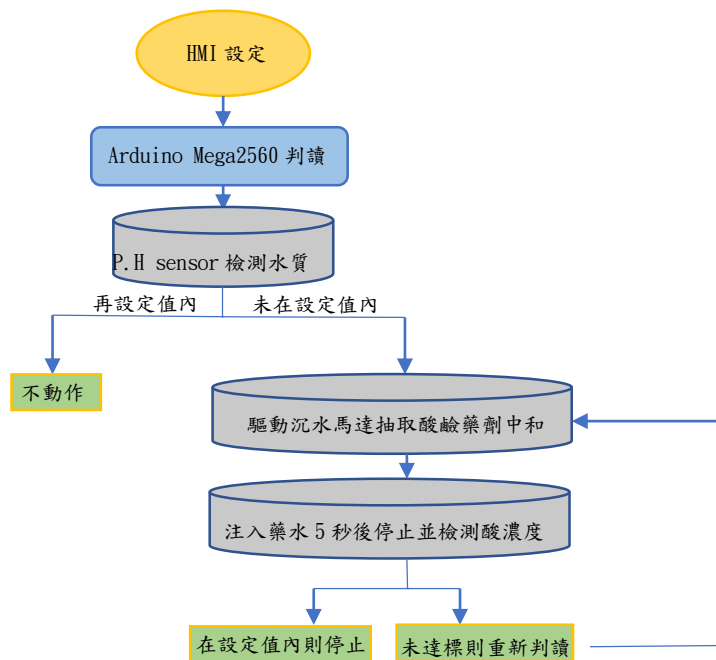 HMI 設定
Arduino Mega2560 判讀
P.H sensor 檢測水質
再設定值內
未在設定值內
不動作
驅動沉水馬達抽取酸鹼藥劑中和
注入藥水 5 秒後停止並檢測酸濃度
在設定值內則停止
未達標則重新判讀